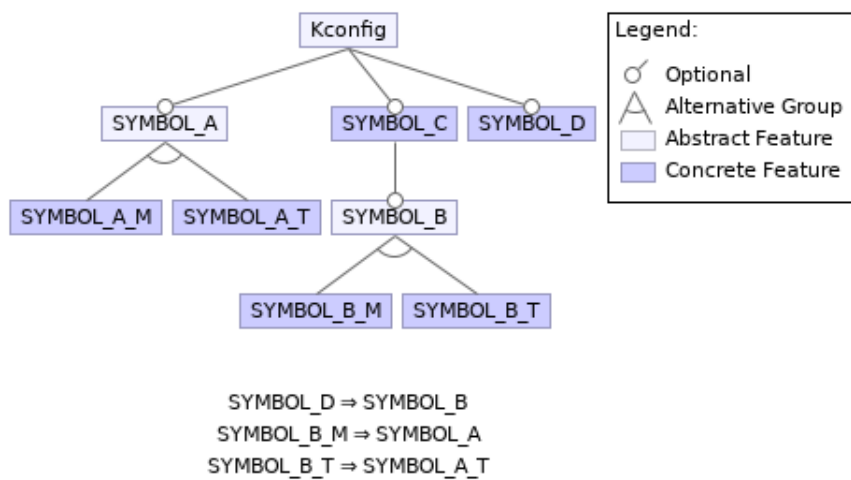 Kconfig
Legend:
Optional
Alternative Group
Abstract Feature
Concrete Feature
SYMBOL_A
SYMBOL_C
SYMBOL_D
SYMBOL_A_M
SYMBOL_A_T
SYMBOL_B
SYMBOL_B_M
SYMBOL_B_T
SYMBOL_D ⇒ SYMBOL_B
SYMBOL_B_M ⇒ SYMBOL_A
SYMBOL_B_T ⇒ SYMBOL_A_T